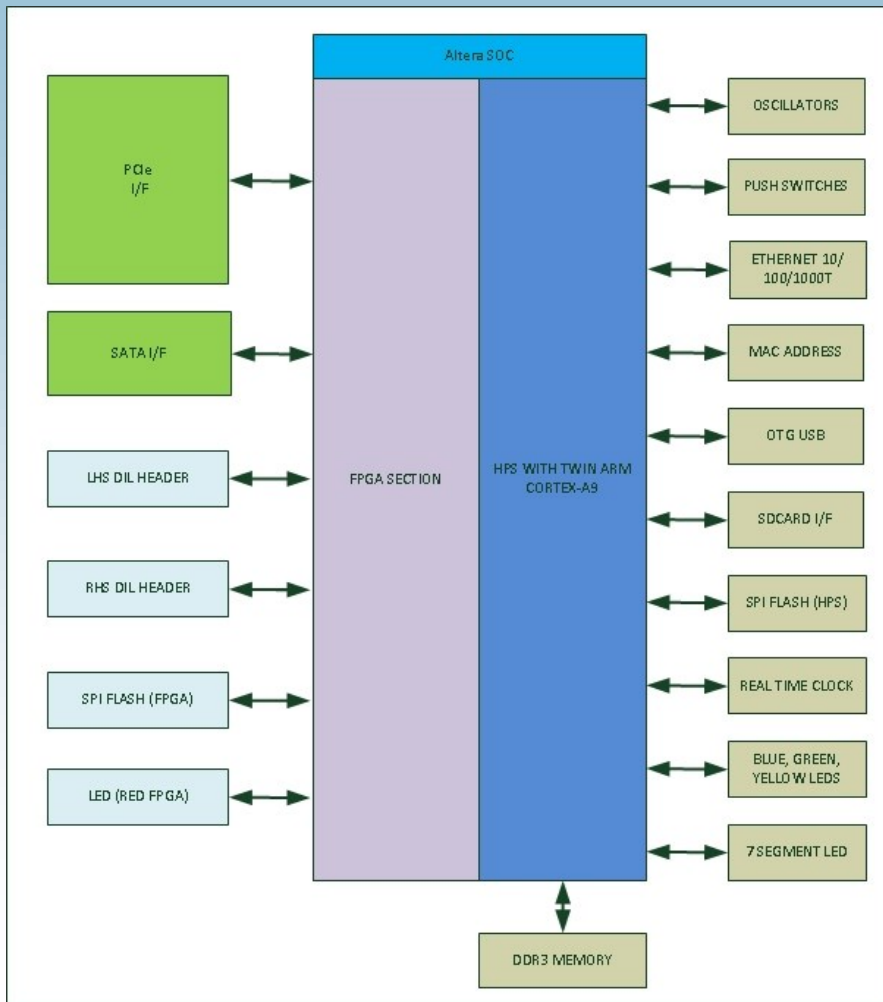 Altera SOC
PCIe
I/F
SATA I/F
LHS DIL HEADER
RHS DIL HEADER
SPI FLASH (FPGA)
LED (RED FPGA)
FPGA SECTION
HPS WITH TWIN ARM
CORTEX-A9
OSCILLATORS
PUSH SWITCHES
ETHERNET 10/
100/1000T
MAC ADDRESS
OTG USB
SDCARD I/F
SPI FLASH (HPS)
REAL TIME CLOCK
BLUE, GREEN,
YELLOW LEDS
7 SEGMENT LED
DDR3 MEMORY